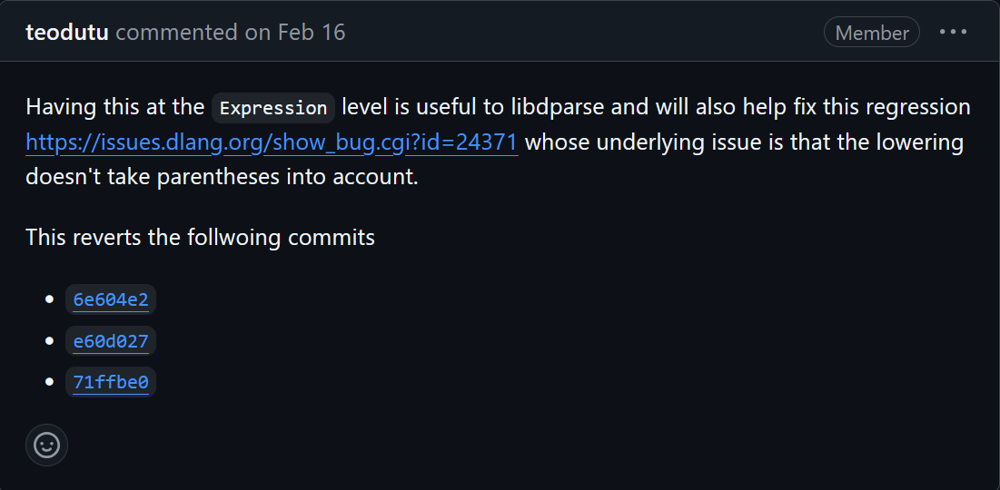 teodutu commented on Feb 16 Member
Having this at the Expression level is useful to libdparse and will also help fix this regression
https://issues.dlang.org/show_bug.cgi?id=24371 whose underlying issue is that the lowering
doesn't take parentheses into account.
This reverts the follwoing commits
6e604e2
e60d027
71ffbe0